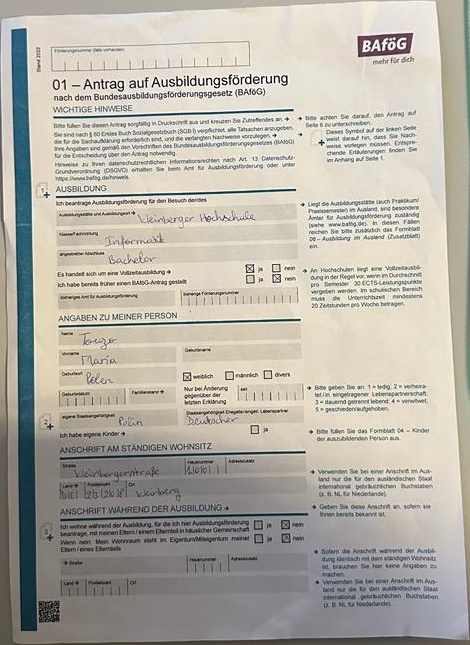 Stand 2022
Förderungsnummer (falls vorhanden)
BAföG
mehr für dich
01 – Antrag auf Ausbildungsförderung
nach dem Bundesausbildungsförderungsgesetz (BAföG)
WICHTIGE HINWEISE
Bitte füllen Sie diesen Antrag sorgfältig in Druckschrift aus und kreuzen Sie Zutreffendes an. →
Sie sind nach § 60 Erstes Buch Sozialgesetzbuch (SGB I) verpflichtet, alle Tatsachen anzugeben,
die für die Sachaufklärung erforderlich sind, und die verlangten Nachweise vorzulegen.
Ihre Angaben sind gemäß den Vorschriften des Bundesausbildungsförderungsgesetzes (BAföG)
für die Entscheidung über den Antrag notwendig.
Hinweise zu Ihren datenschutzrechtlichen Informationsrechten nach Art. 13 Datenschutz-
Grundverordnung (DSGVO) erhalten Sie beim Amt für Ausbildungsförderung oder unter
https://www.bafög.de/hinweis.
→ Bitte achten Sie darauf, den Antrag auf
Seite 6 zu unterschreiben.
Dieses Symbol auf der linken Seite
weist darauf hin, dass Sie Nach-
weise vorlegen müssen. Entspre-
chende Erläuterungen finden Sie
im Anhang auf Seite 1.
1
AUSBILDUNG
Ich beantrage Ausbildungsförderung für den Besuch der/des
Ausbildungsstätte und Ausbildungsort → Weinberger Hochschule
Klasse/Fachrichtung
Informatik
angestrebter Abschluss
Bachelor
Es handelt sich um eine Vollzeitausbildung → ja nein
Ich habe bereits früher einen BAföG-Antrag gestellt ja nein
bisheriges Amt für Ausbildungsförderung bisherige Förderungsnummer
→ Liegt die Ausbildungsstätte (auch Praktikum/
Praxissemester) im Ausland, sind besondere
Ämter für Ausbildungsförderung zuständig
(siehe www.bafög.de). In diesen Fällen
reichen Sie bitte zusätzlich das Formblatt
06 – Ausbildung im Ausland (Zusatzblatt)
ein.
→ An Hochschulen liegt eine Vollzeitausbil-
dung in der Regel vor, wenn im Durchschnitt
pro Semester 30 ECTS-Leistungspunkte
vergeben werden. Im schulischen Bereich
muss die Unterrichtszeit mindestens
20 Zeitstunden pro Woche betragen.
ANGABEN ZU MEINER PERSON
Name
Vorname Geburtsname
Maria
Geburtsort
Polen weiblich männlich divers
Geburtsdatum Familienstand → Nur bei Änderung
gegenüber der
letzten Erklärung seit
2
eigene Staatsangehörigkeit Staatsangehörigkeit Ehegatte/eingetr. Lebenspartner
Polin Deutscher
Ich habe eigene Kinder → ja
→ Bitte geben Sie an: 1 = ledig; 2 = verheira-
tet/in eingetragener Lebenspartnerschaft;
3 = dauernd getrennt lebend; 4 = verwitwet;
5 = geschieden/aufgehoben.
→ Bitte füllen Sie das Formblatt 04 – Kinder
der auszubildenden Person aus.
ANSCHRIFT AM STÄNDIGEN WOHNSITZ
Straße Hausnummer Adresszusatz
Weinbergerstraße
Land → Postleitzahl Ort
Weinberg
→ Verwenden Sie bei einer Anschrift im Aus-
land nur die für den ausländischen Staat
international gebräuchlichen Buchstaben
(z. B. NL für Niederlande).
ANSCHRIFT WÄHREND DER AUSBILDUNG →
→ Geben Sie diese Anschrift an, sofern sie
Ihnen bereits bekannt ist.
3
Ich wohne während der Ausbildung, für die ich hier Ausbildungsförderung
beantrage, mit meinen Eltern/einem Elternteil in häuslicher Gemeinschaft ja nein
Wenn nein: Mein Wohnraum steht im Eigentum/Miteigentum meiner
Eltern / eines Elternteils ja nein
→ Straße Hausnummer Adresszusatz
Land → Postleitzahl Ort
→ Sofern die Anschrift während der Ausbil-
dung identisch mit dem ständigen Wohnsitz
ist, brauchen Sie hier keine Angaben zu
machen.
→ Verwenden Sie bei einer Anschrift im Aus-
land nur die für den ausländischen Staat
international gebräuchlichen Buchstaben
(z. B. NL für Niederlande).